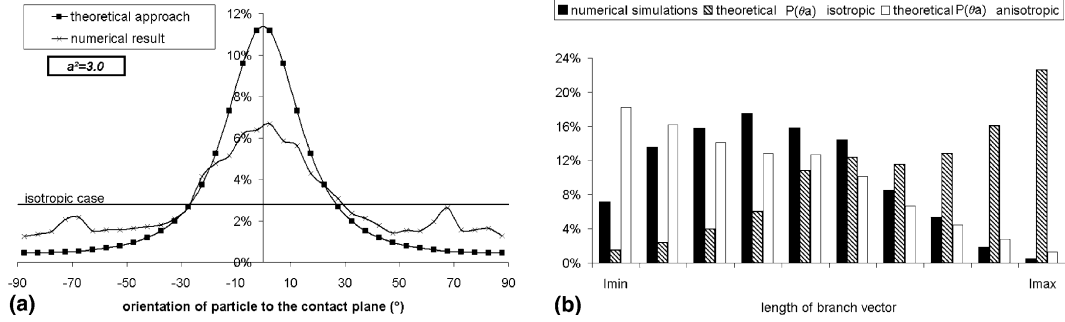 theoretical approach
numerical result
a²=3.0
12%
10%
8%
6%
4%
2%
0%
isotropic case
-90 -70 -50 -30 -10 10 30 50 70 90
orientation of particle to the contact plane (°)
(a)
numerical simulations theoretical P(θa) isotropic theoretical P(θa) anisotropic
24%
20%
16%
12%
8%
4%
0%
lmin lmax
length of branch vector
(b)